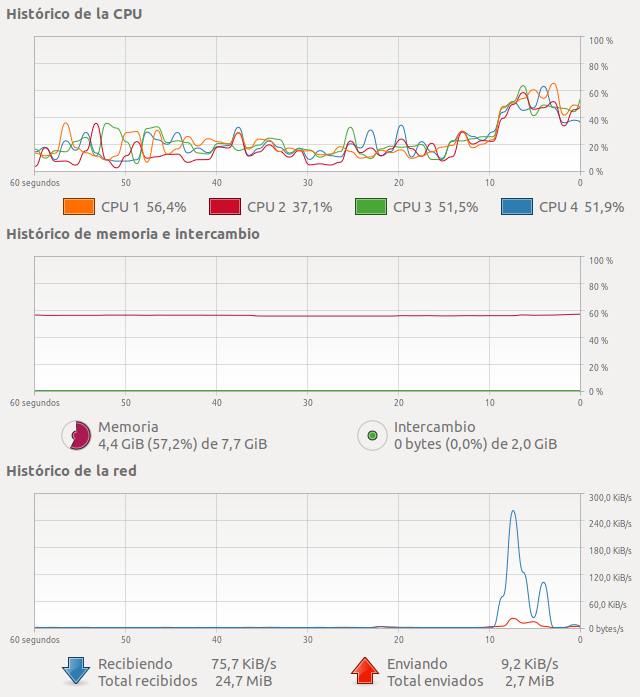 Histórico de la CPU
100 %
80 %
60 %
40 %
20 %
0 %
60 segundos 50 40 30 20 10 0
CPU 1 56,4% CPU 2 37,1% CPU 3 51,5% CPU 4 51,9%
Histórico de memoria e intercambio
100 %
80 %
60 %
40 %
20 %
0 %
60 segundos 50 40 30 20 10 0
Memoria Intercambio
4,4 GiB (57,2%) de 7,7 GiB 0 bytes (0,0%) de 2,0 GiB
Histórico de la red
300,0 KiB/s
240,0 KiB/s
180,0 KiB/s
120,0 KiB/s
60,0 KiB/s
0 bytes/s
60 segundos 50 40 30 20 10 0
Recibiendo 75,7 KiB/s Enviando 9,2 KiB/s
Total recibidos 24,7 MiB Total enviados 2,7 MiB